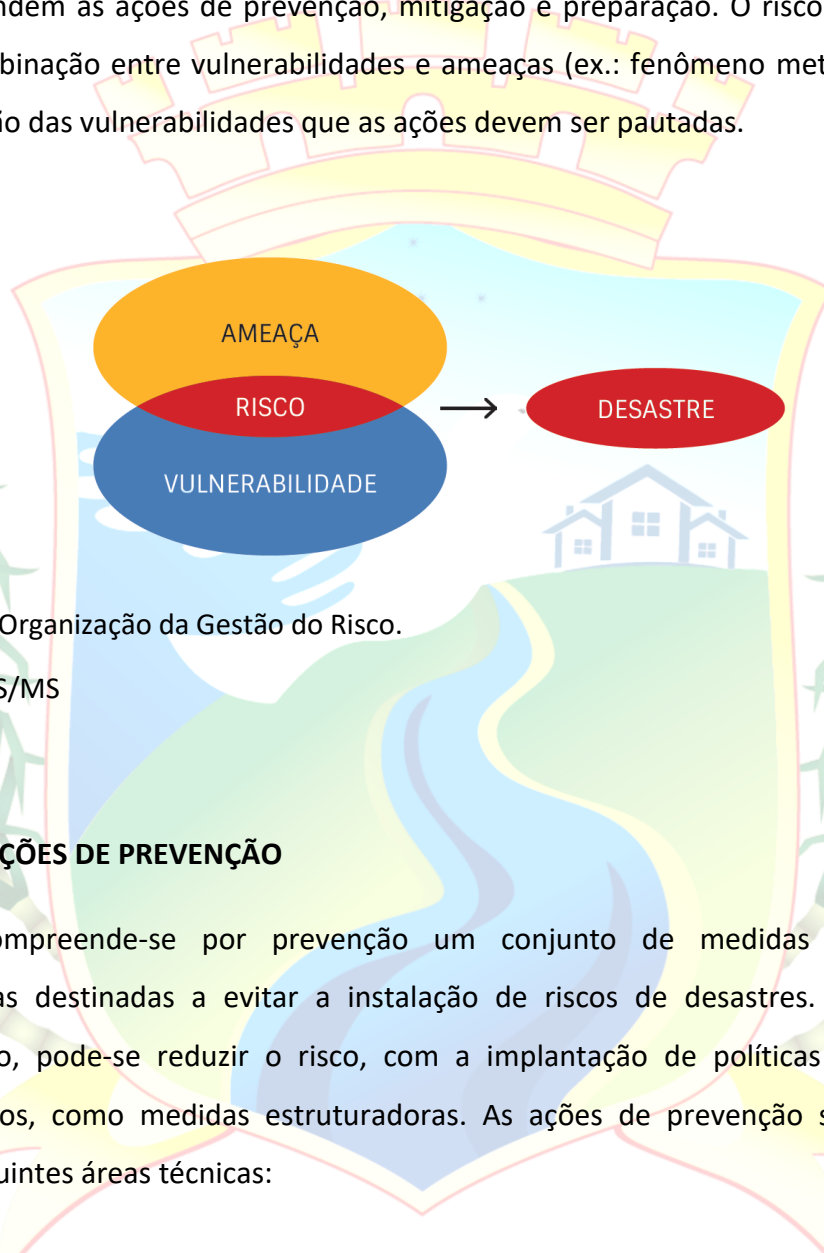 ndem as ações de prevenção, mitigação e preparação. O risco
binação entre vulnerabilidades e ameaças (ex.: fenômeno met
ão das vulnerabilidades que as ações devem ser pautadas.
AMEAÇA
RISCO
DESASTRE
VULNERABILIDADE
Organização da Gestão do Risco.
S/MS
ÇÕES DE PREVENÇÃO
ompreende-se por prevenção um conjunto de medidas
as destinadas a evitar a instalação de riscos de desastres.
o, pode-se reduzir o risco, com a implantação de políticas
os, como medidas estruturadoras. As ações de prevenção s
uintes áreas técnicas: